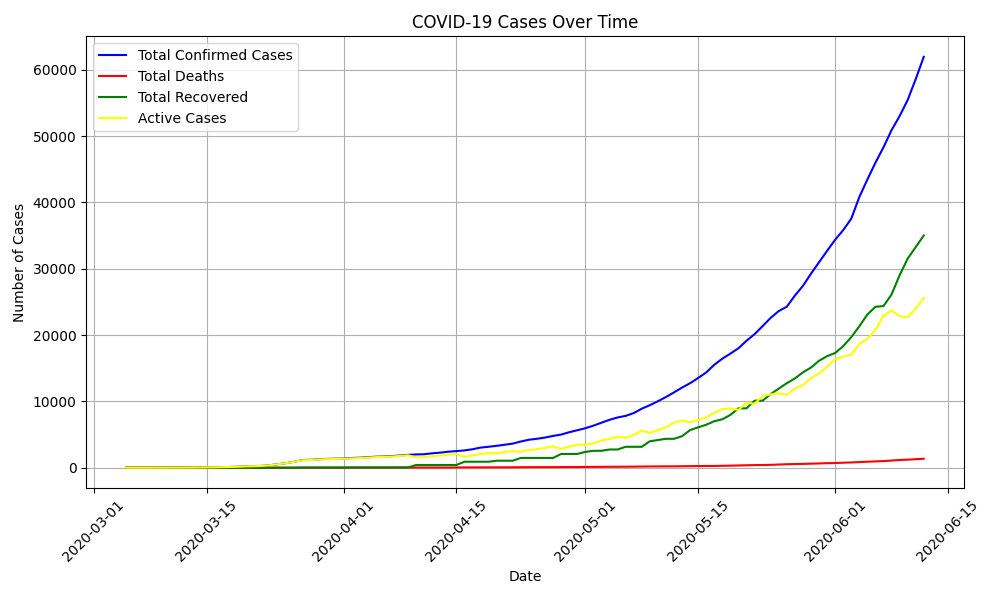 COVID-19 Cases Over Time
Total Confirmed Cases
Total Deaths
Total Recovered
Active Cases
Number of Cases
60000
50000
40000
30000
20000
10000
0
2020-03-01
2020-03-15
2020-04-01
2020-04-15
2020-05-01
2020-05-15
2020-06-01
2020-06-15
Date